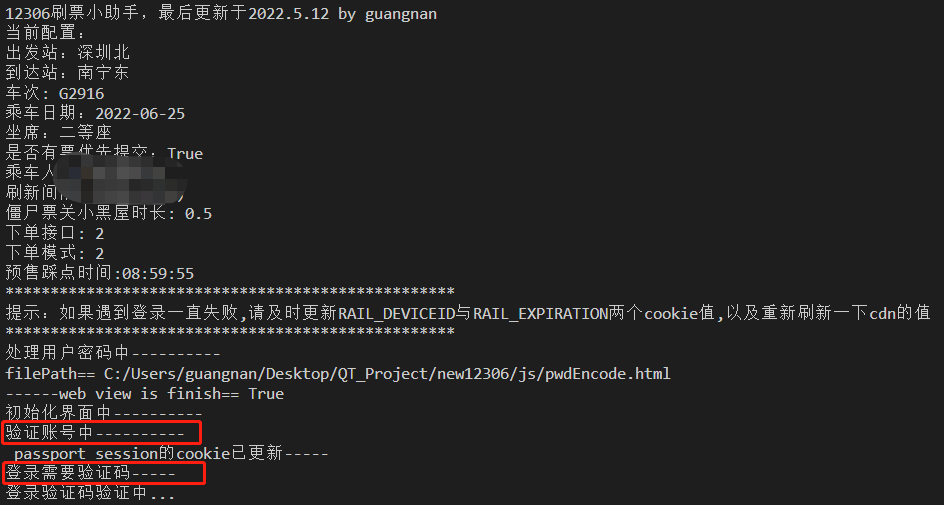 12306刷票小助手，最后更新于2022.5.12 by guangnan
当前配置：
出发站：深圳北
到达站：南宁东
车次：G2916
乘车日期：2022-06-25
坐席：二等座
是否有票优先提交：True
乘车人
刷新间
僵尸票关小黑屋时长：0.5
下单接口：2
下单模式：2
预售踩点时间:08:59:55
**************************************************
提示：如果遇到登录一直失败,请及时更新RAIL_DEVICEID与RAIL_EXPIRATION两个cookie值,以及重新刷新一下cdn的值
**************************************************
处理用户密码中----------
filePath== C:/Users/guangnan/Desktop/QT_Project/new12306/js/pwdEncode.html
------web view is finish== True
初始化界面中----------
验证账号中----------
passport session的cookie已更新-----
登录需要验证码-----
登录验证码验证中...